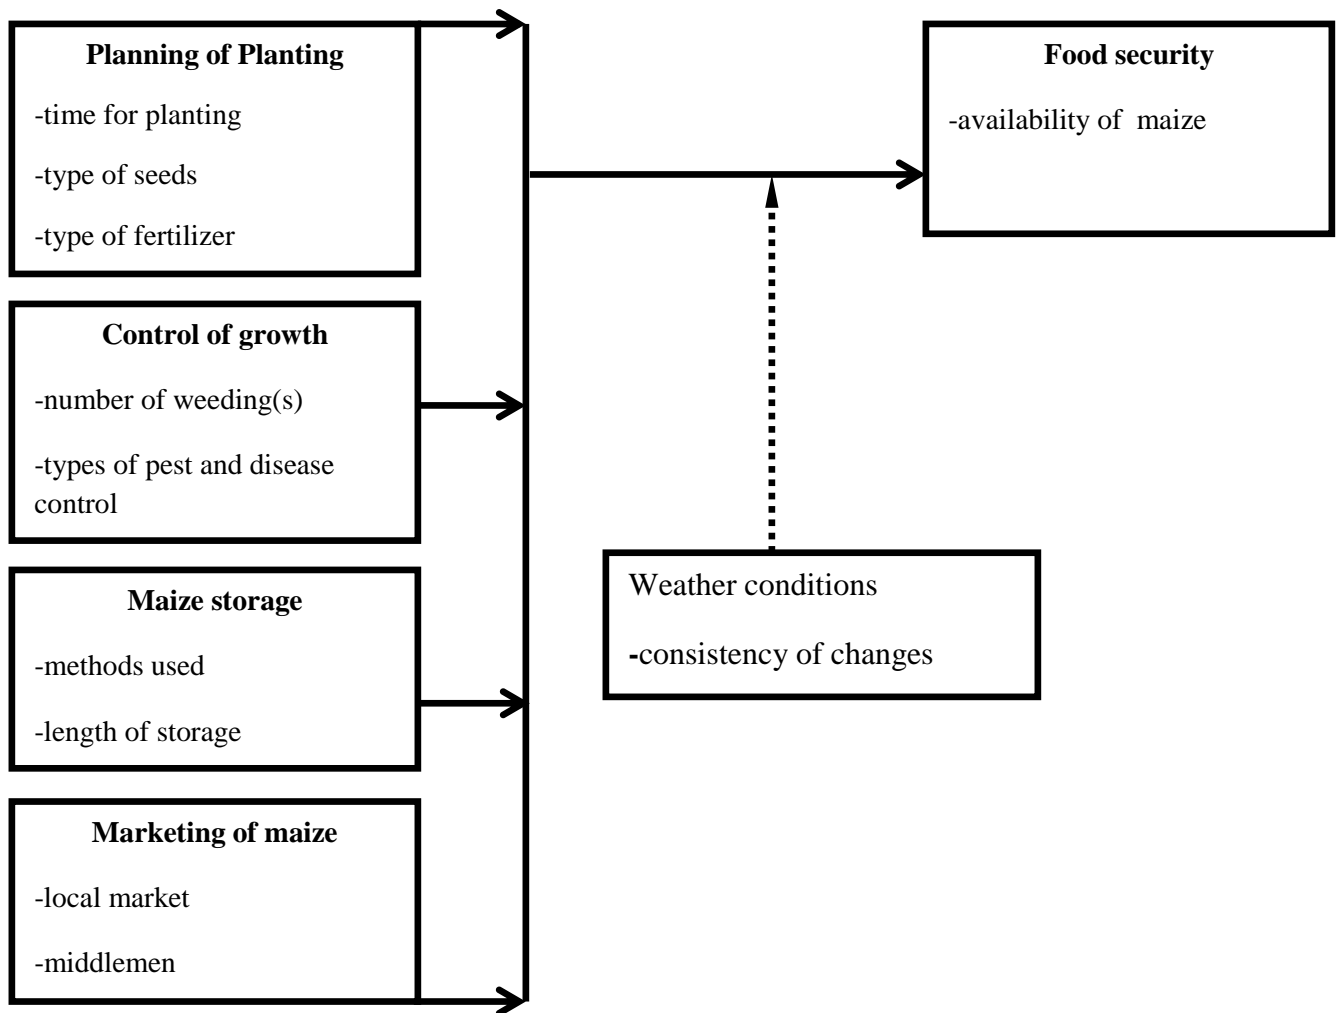 Planning of Planting
-time for planting
-type of seeds
-type of fertilizer
Control of growth
-number of weeding(s)
-types of pest and disease
control
Maize storage
-methods used
-length of storage
Marketing of maize
-local market
-middlemen
Food security
-availability of  maize
Weather conditions
-consistency of changes